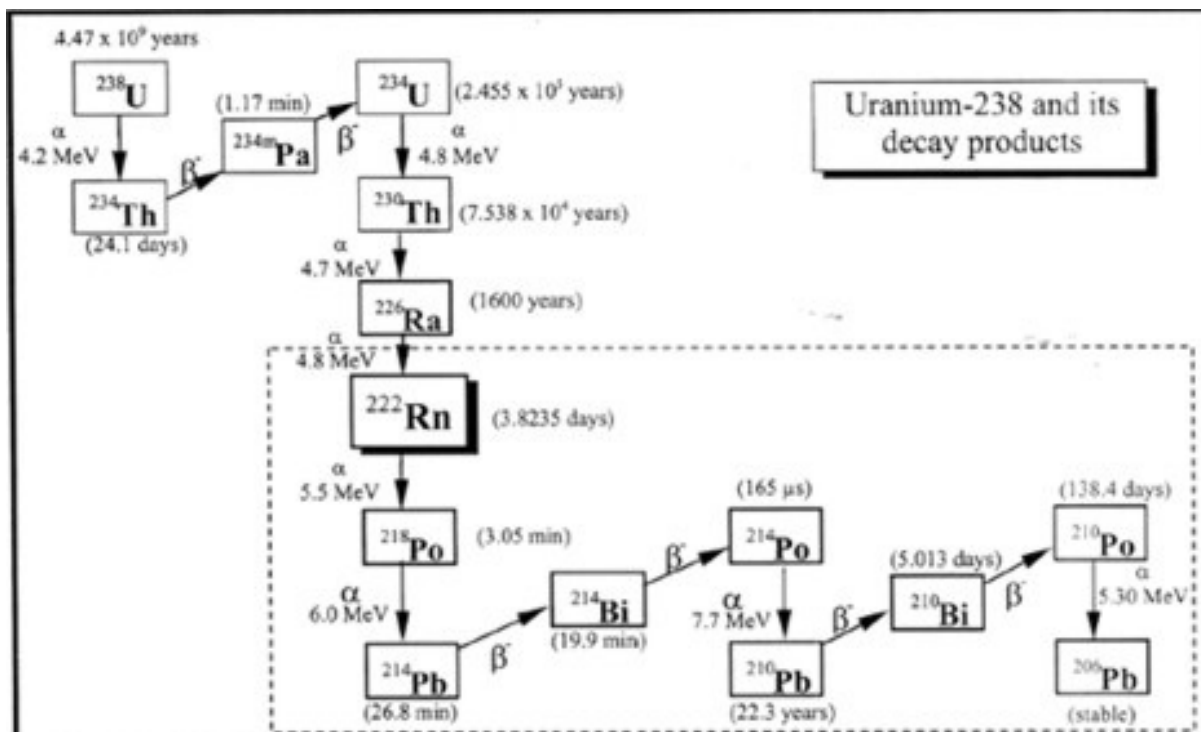 4.47 x 10⁹ years
²³⁸U
α
4.2 MeV
²³⁴Th
(24.1 days)
β⁻
(1.17 min)
²³⁴ᵐPa
β⁻
²³⁴U
(2.455 x 10⁵ years)
α
4.8 MeV
²³⁰Th
(7.538 x 10⁴ years)
α
4.7 MeV
²²⁶Ra
(1600 years)
α
4.8 MeV
²²²Rn
(3.8235 days)
α
5.5 MeV
²¹⁸Po
(3.05 min)
α
6.0 MeV
²¹⁴Pb
(26.8 min)
β⁻
²¹⁴Bi
(19.9 min)
β⁻
(165 µs)
²¹⁴Po
α
7.7 MeV
²¹⁰Pb
(22.3 years)
β⁻
(5.013 days)
²¹⁰Bi
β⁻
(138.4 days)
²¹⁰Po
α
5.30 MeV
²⁰⁶Pb
(stable)
Uranium-238 and its
decay products